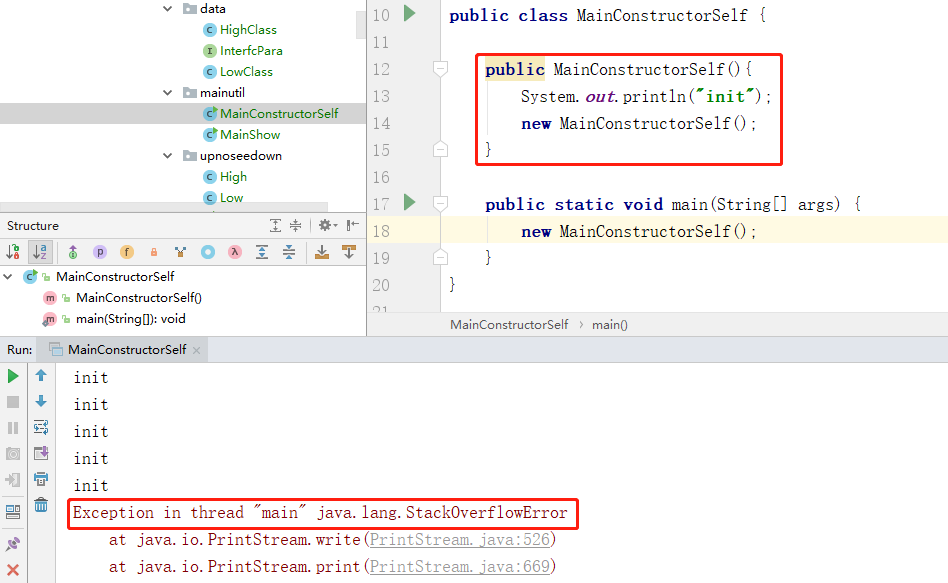 data
HighClass
InterfcPara
LowClass
mainutil
MainConstructorSelf
MainShow
upnoseedown
High
Low
Structure
MainConstructorSelf
MainConstructorSelf()
main(String[]): void
10 public class MainConstructorSelf {
11
12 public MainConstructorSelf(){
13 System.out.println("init");
14 new MainConstructorSelf();
15 }
16
17 public static void main(String[] args) {
18 new MainConstructorSelf();
19 }
20 }
21
MainConstructorSelf › main()
Run: MainConstructorSelf ×
init
init
init
init
init
Exception in thread "main" java.lang.StackOverflowError
at java.io.PrintStream.write(PrintStream.java:526)
at java.io.PrintStream.print(PrintStream.java:669)